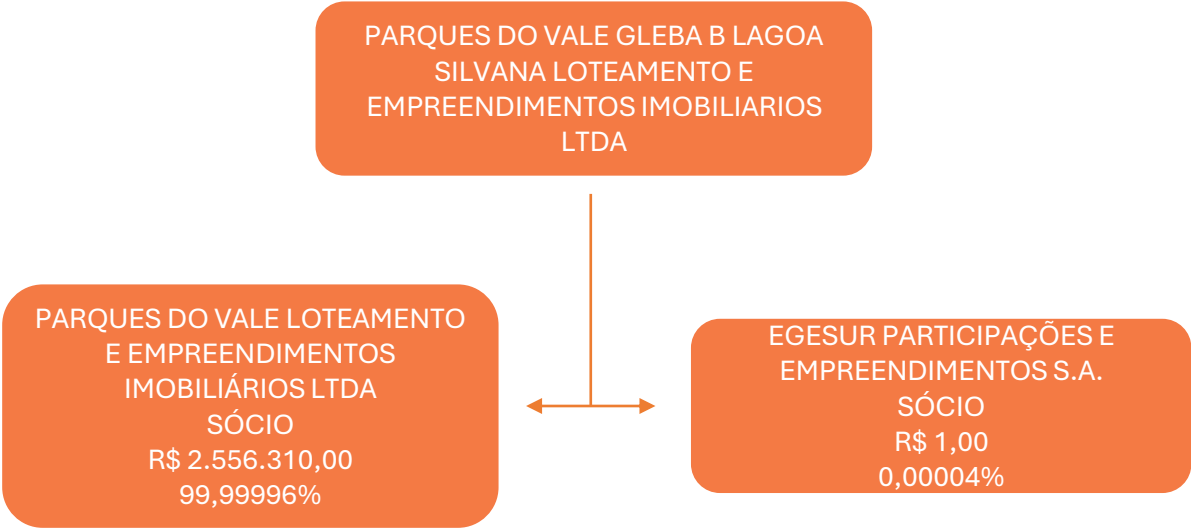 PARQUES DO VALE GLEBA B LAGOA
SILVANA LOTEAMENTO E
EMPREENDIMENTOS IMOBILIARIOS
LTDA
PARQUES DO VALE LOTEAMENTO
E EMPREENDIMENTOS
IMOBILIÁRIOS LTDA
SÓCIO
R$ 2.556.310,00
99,99996%
EGESUR PARTICIPAÇÕES E
EMPREENDIMENTOS S.A.
SÓCIO
R$ 1,00
0,00004%